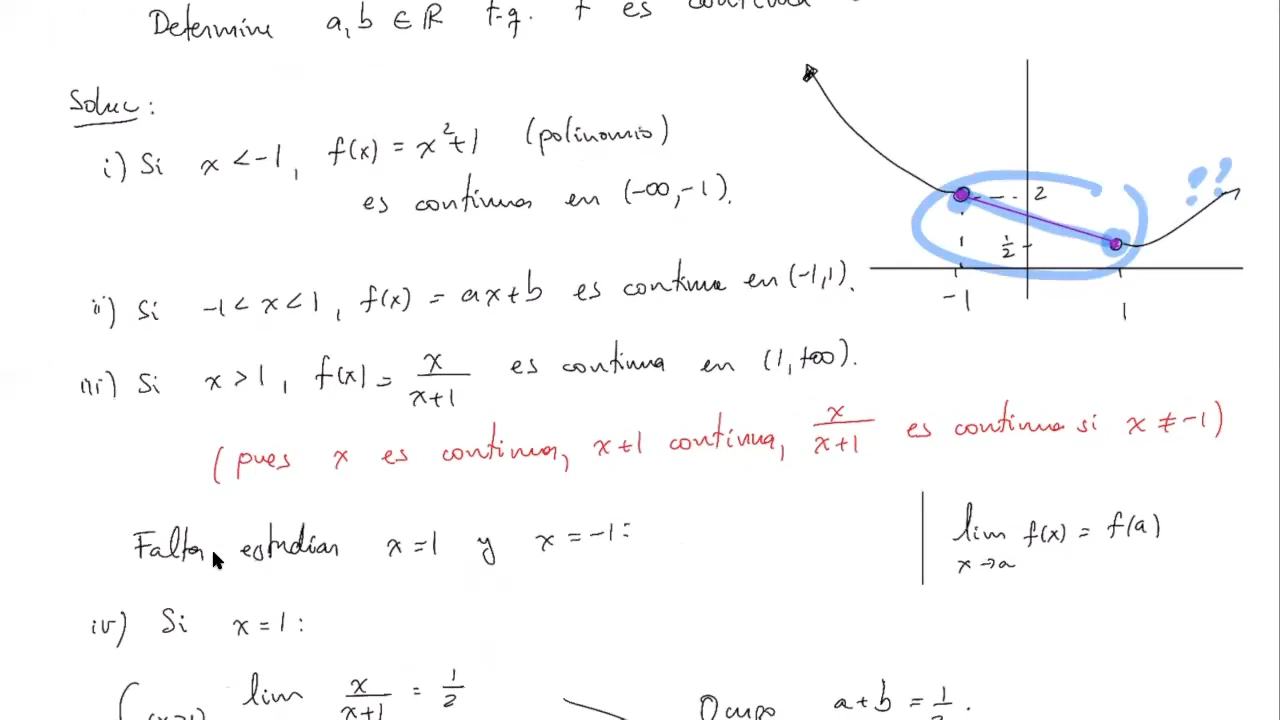 Determine a, b ∈ ℝ t.q. f es continua
Soluc:
i) Si x < -1, f(x) = x²+1 (polinomio)
es continua en (-∞, -1).
2
1/2
-1
1
??
ii) Si -1 < x < 1, f(x) = ax+b es continua en (-1,1).
iii) Si x > 1, f(x) = x/(x+1) es continua en (1, +∞).
(pues x es continua, x+1 continua, x/(x+1) es continua si x ≠ -1)
Falta estudiar x=1 y x = -1:
lim f(x) = f(a)
x→a
iv) Si x=1:
lim x/(x+1) = 1/2
a+b = 1/2.